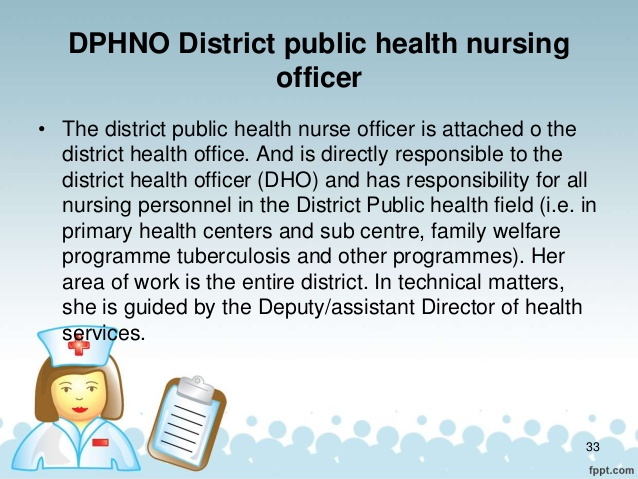 DPHNO District public health nursing
officer
• The district public health nurse officer is attached o the
district health office. And is directly responsible to the
district health officer (DHO) and has responsibility for all
nursing personnel in the District Public health field (i.e. in
primary health centers and sub centre, family welfare
programme tuberculosis and other programmes). Her
area of work is the entire district. In technical matters,
she is guided by the Deputy/assistant Director of health
services.
33
fppt.com